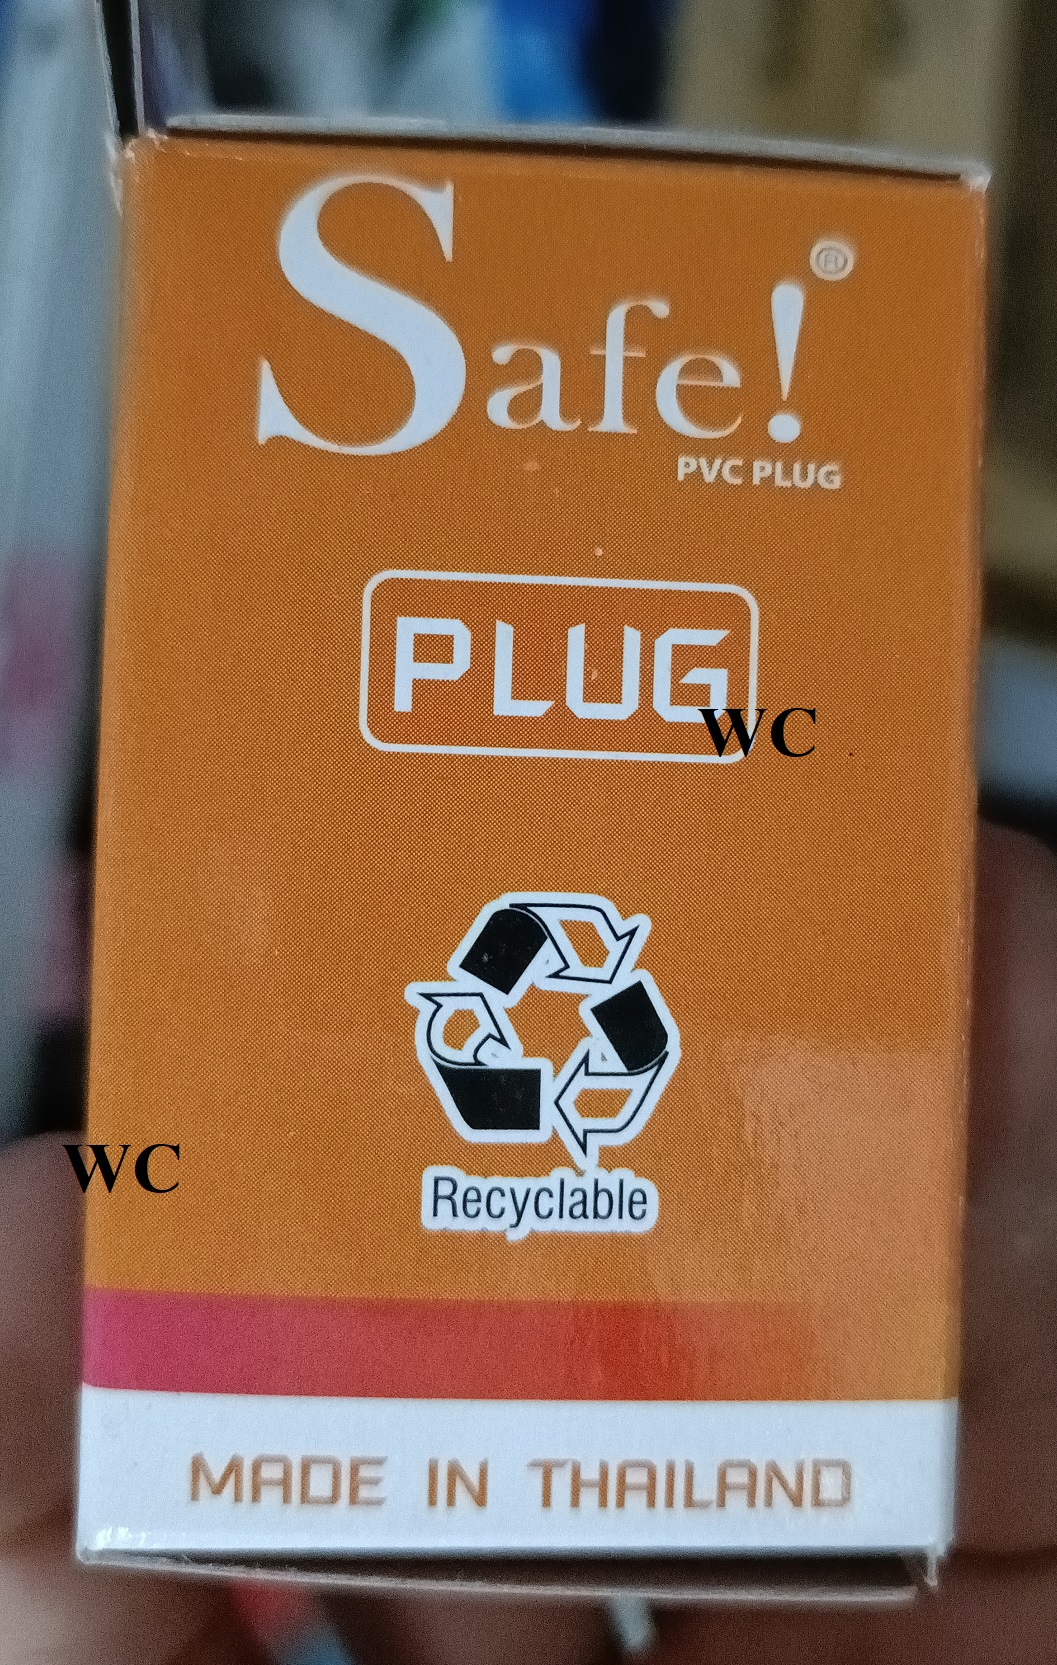 Safe!®
PVC PLUG
PLUG
WC
WC
Recyclable
MADE IN THAILAND